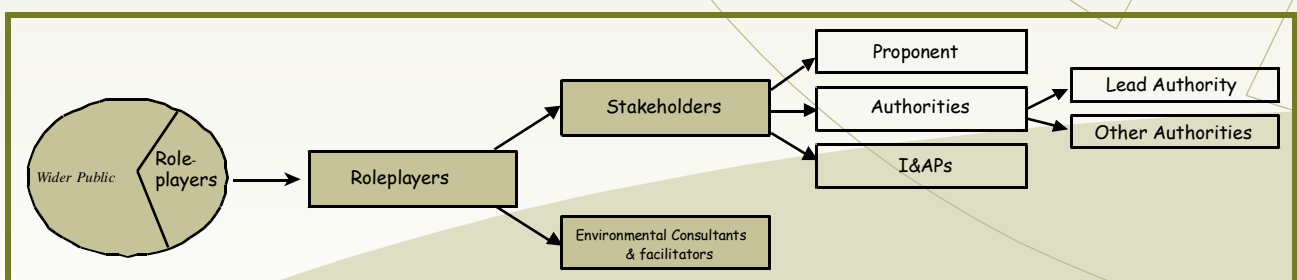 Wider Public
Role-
players
Roleplayers
Stakeholders
Environmental Consultants
& facilitators
Proponent
Authorities
I&APs
Lead Authority
Other Authorities